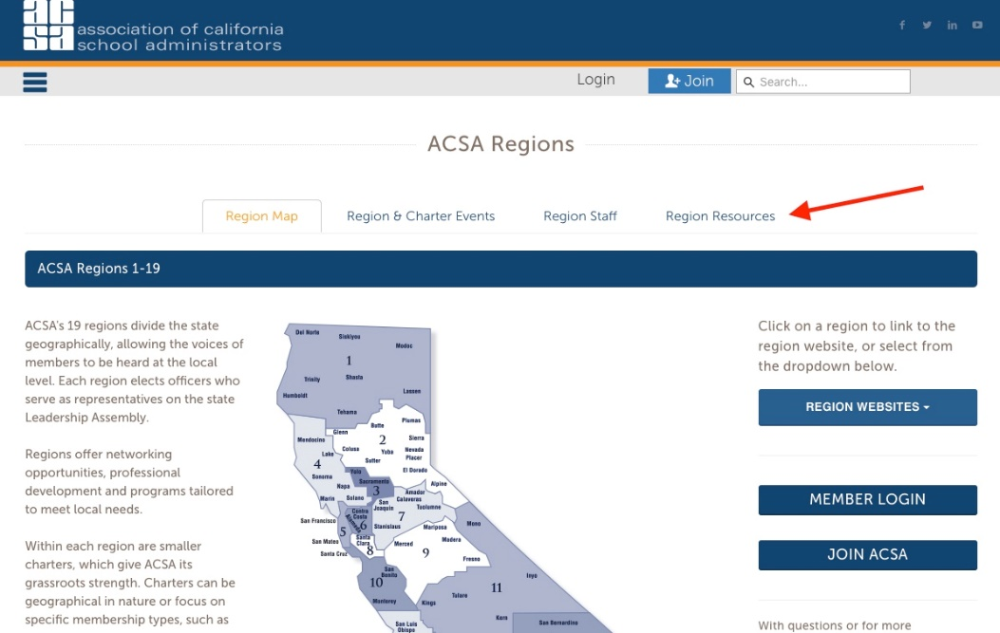 acsa
association of california
school administrators
Login
Join
Search...
ACSA Regions
Region Map
Region & Charter Events
Region Staff
Region Resources
ACSA Regions 1-19
ACSA's 19 regions divide the state
geographically, allowing the voices of
members to be heard at the local
level. Each region elects officers who
serve as representatives on the state
Leadership Assembly.
Regions offer networking
opportunities, professional
development and programs tailored
to meet local needs.
Within each region are smaller
charters, which give ACSA its
grassroots strength. Charters can be
geographical in nature or focus on
specific membership types, such as
Del Norte
Siskiyou
Modoc
1
Trinity
Shasta
Humboldt
Lassen
Tehama
Butte
Plumas
Glenn
Mendocino
2
Sierra
Lake
Colusa
Yuba
Nevada
Placer
4
Sutter
El Dorado
Sonoma
Yolo
Napa
Sacramento
Alpine
3
Marin
Solano
Amador
Calaveras
San
Joaquin
Tuolumne
Contra
Costa
San Francisco
Alameda
6
7
Stanislaus
Mariposa
Mono
5
San Mateo
Santa
Clara
Merced
Madera
Santa Cruz
8
9
Fresno
San
Benito
10
Inyo
11
Monterey
Kings
Tulare
San Luis
Obispo
Kern
San Bernardino
Click on a region to link to the
region website, or select from
the dropdown below.
REGION WEBSITES
MEMBER LOGIN
JOIN ACSA
With questions or for more